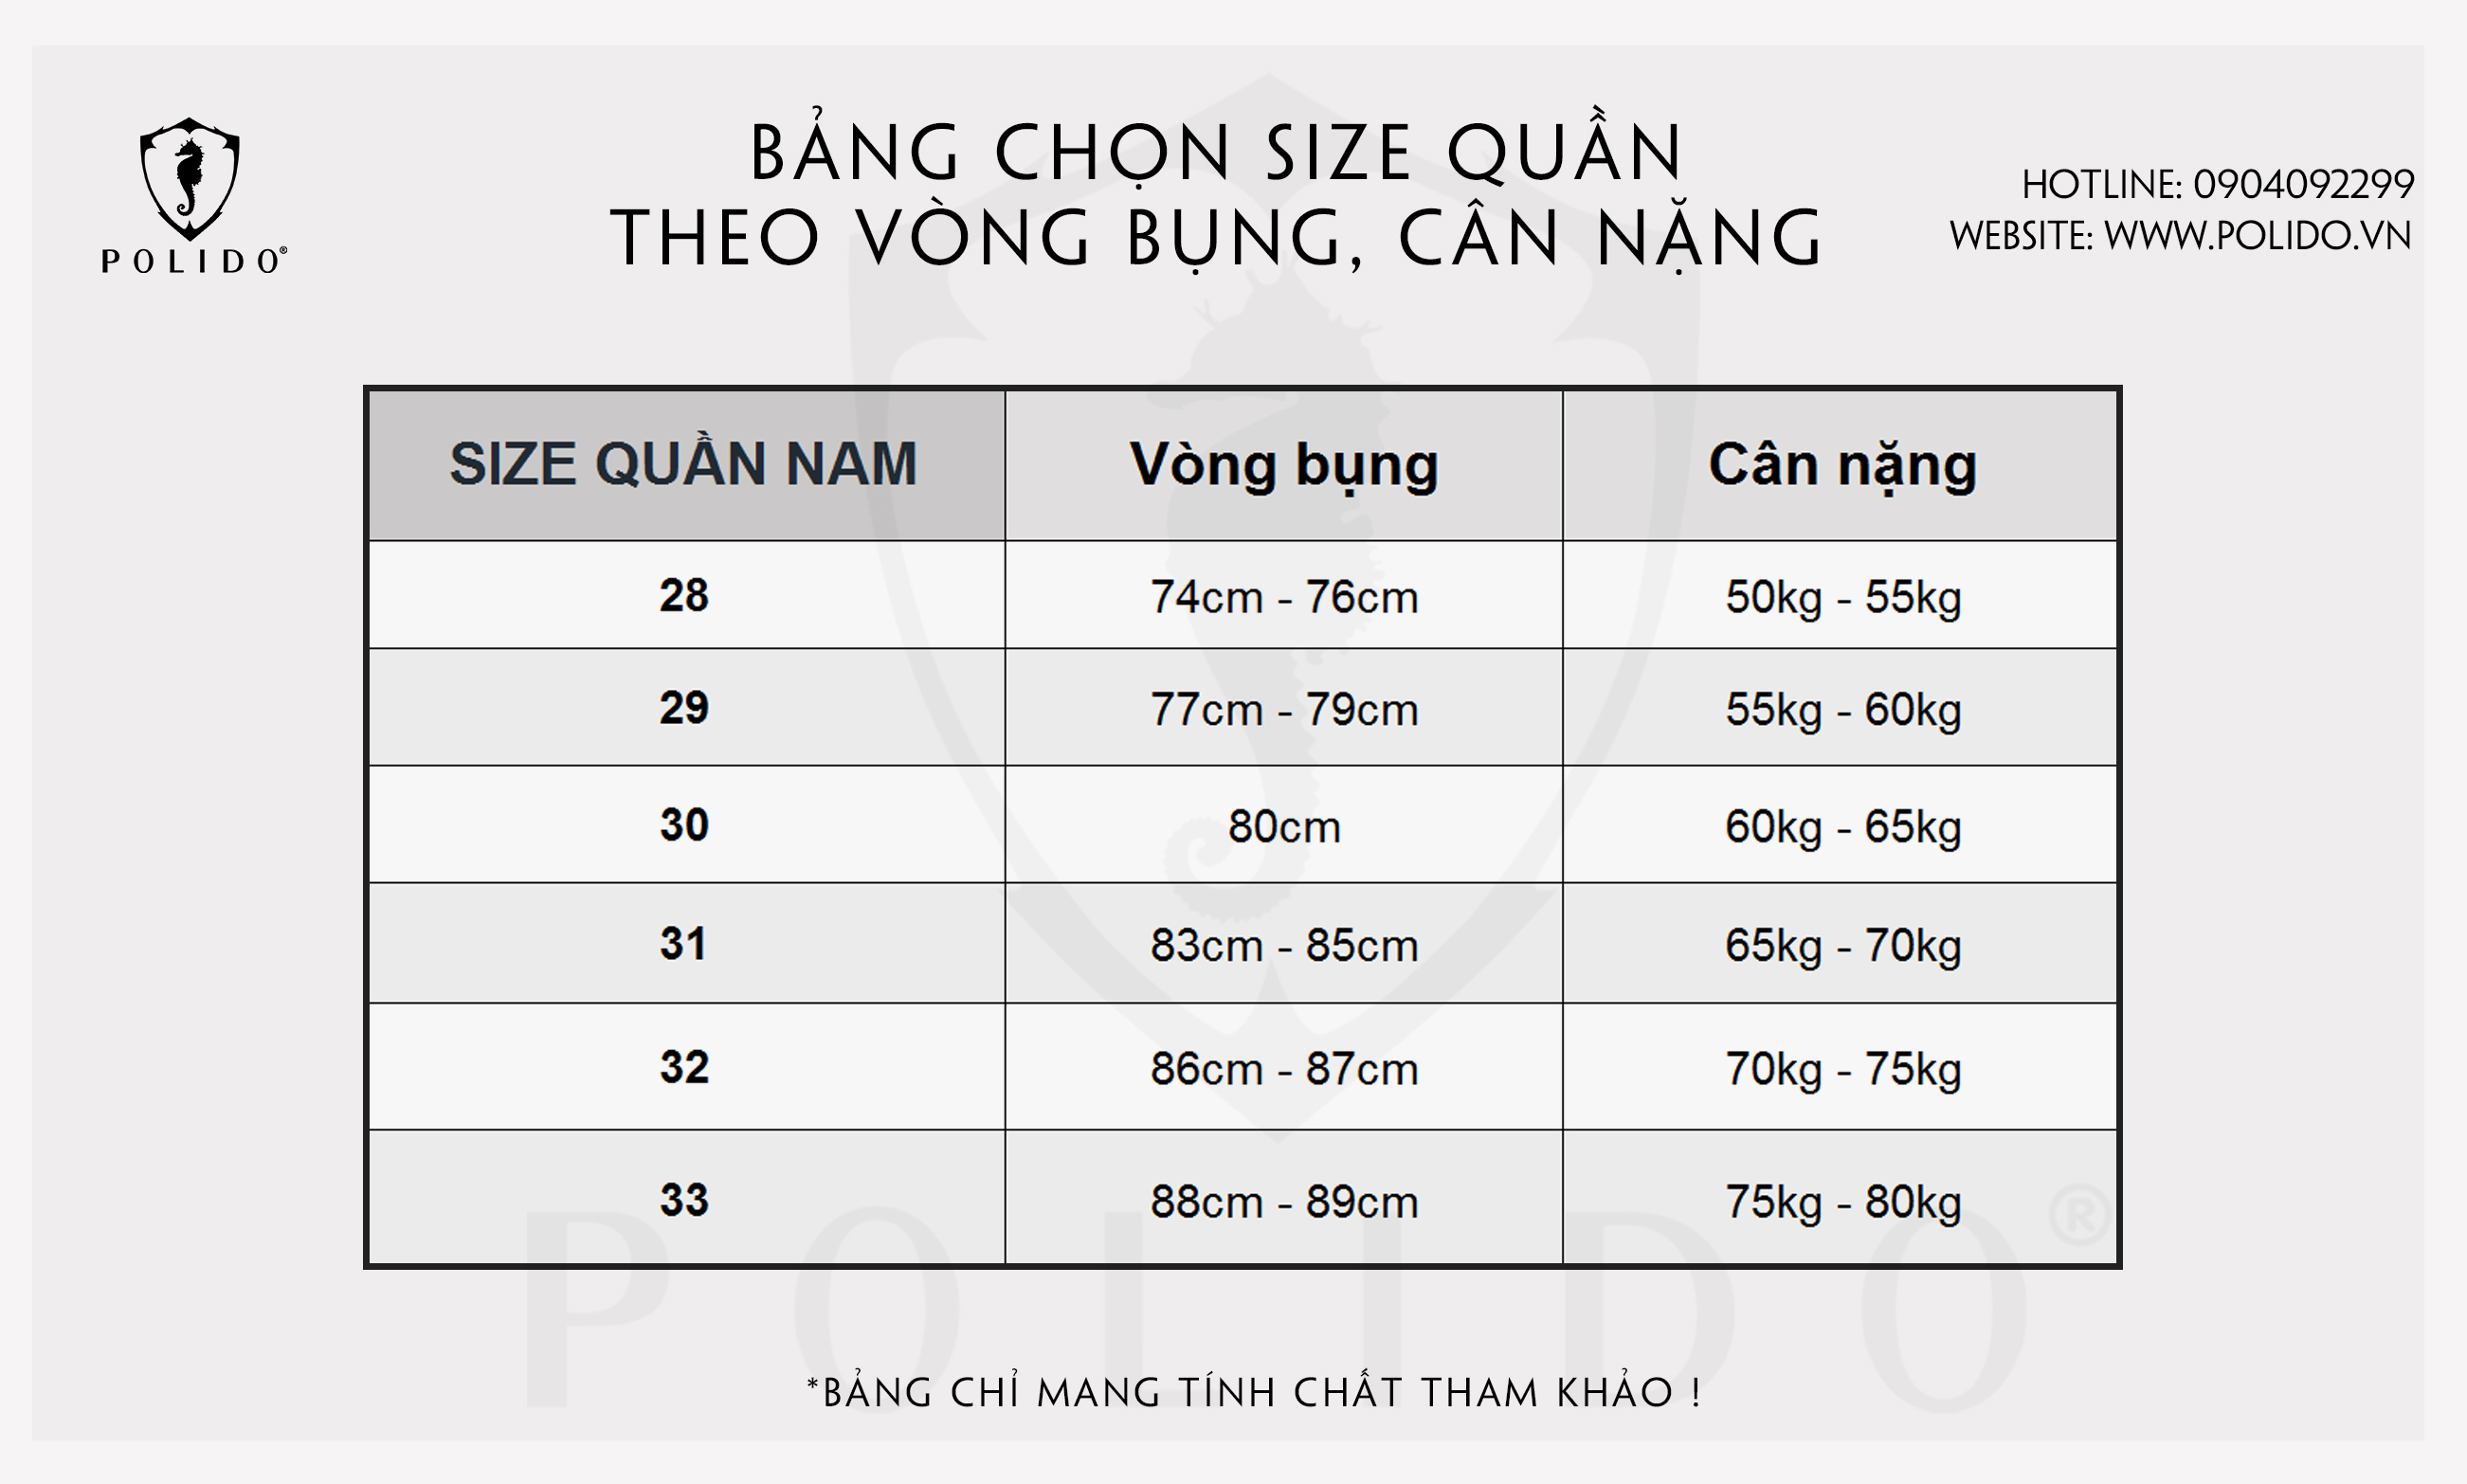 POLIDO®
BẢNG CHỌN SIZE QUẦN
THEO VÒNG BỤNG, CÂN NẶNG
HOTLINE: 0904092299
WEBSITE: WWW.POLIDO.VN
SIZE QUẦN NAM Vòng bụng Cân nặng
28 74cm - 76cm 50kg - 55kg
29 77cm - 79cm 55kg - 60kg
30 80cm 60kg - 65kg
31 83cm - 85cm 65kg - 70kg
32 86cm - 87cm 70kg - 75kg
33 88cm - 89cm 75kg - 80kg
POLIDO®
*BẢNG CHỈ MANG TÍNH CHẤT THAM KHẢO !